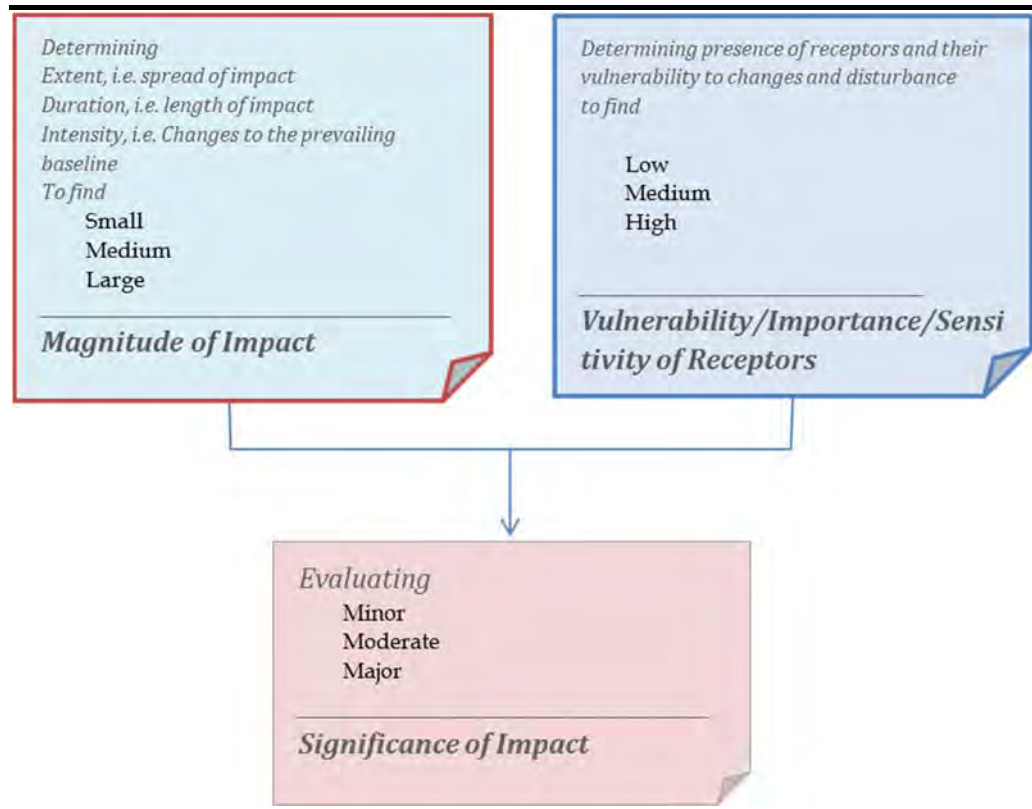 Determining
Extent, i.e. spread of impact
Duration, i.e. length of impact
Intensity, i.e. Changes to the prevailing
baseline
To find
Small
Medium
Large
Magnitude of Impact
Determining presence of receptors and their
vulnerability to changes and disturbance
to find
Low
Medium
High
Vulnerability/Importance/Sensi
tivity of Receptors
Evaluating
Minor
Moderate
Major
Significance of Impact